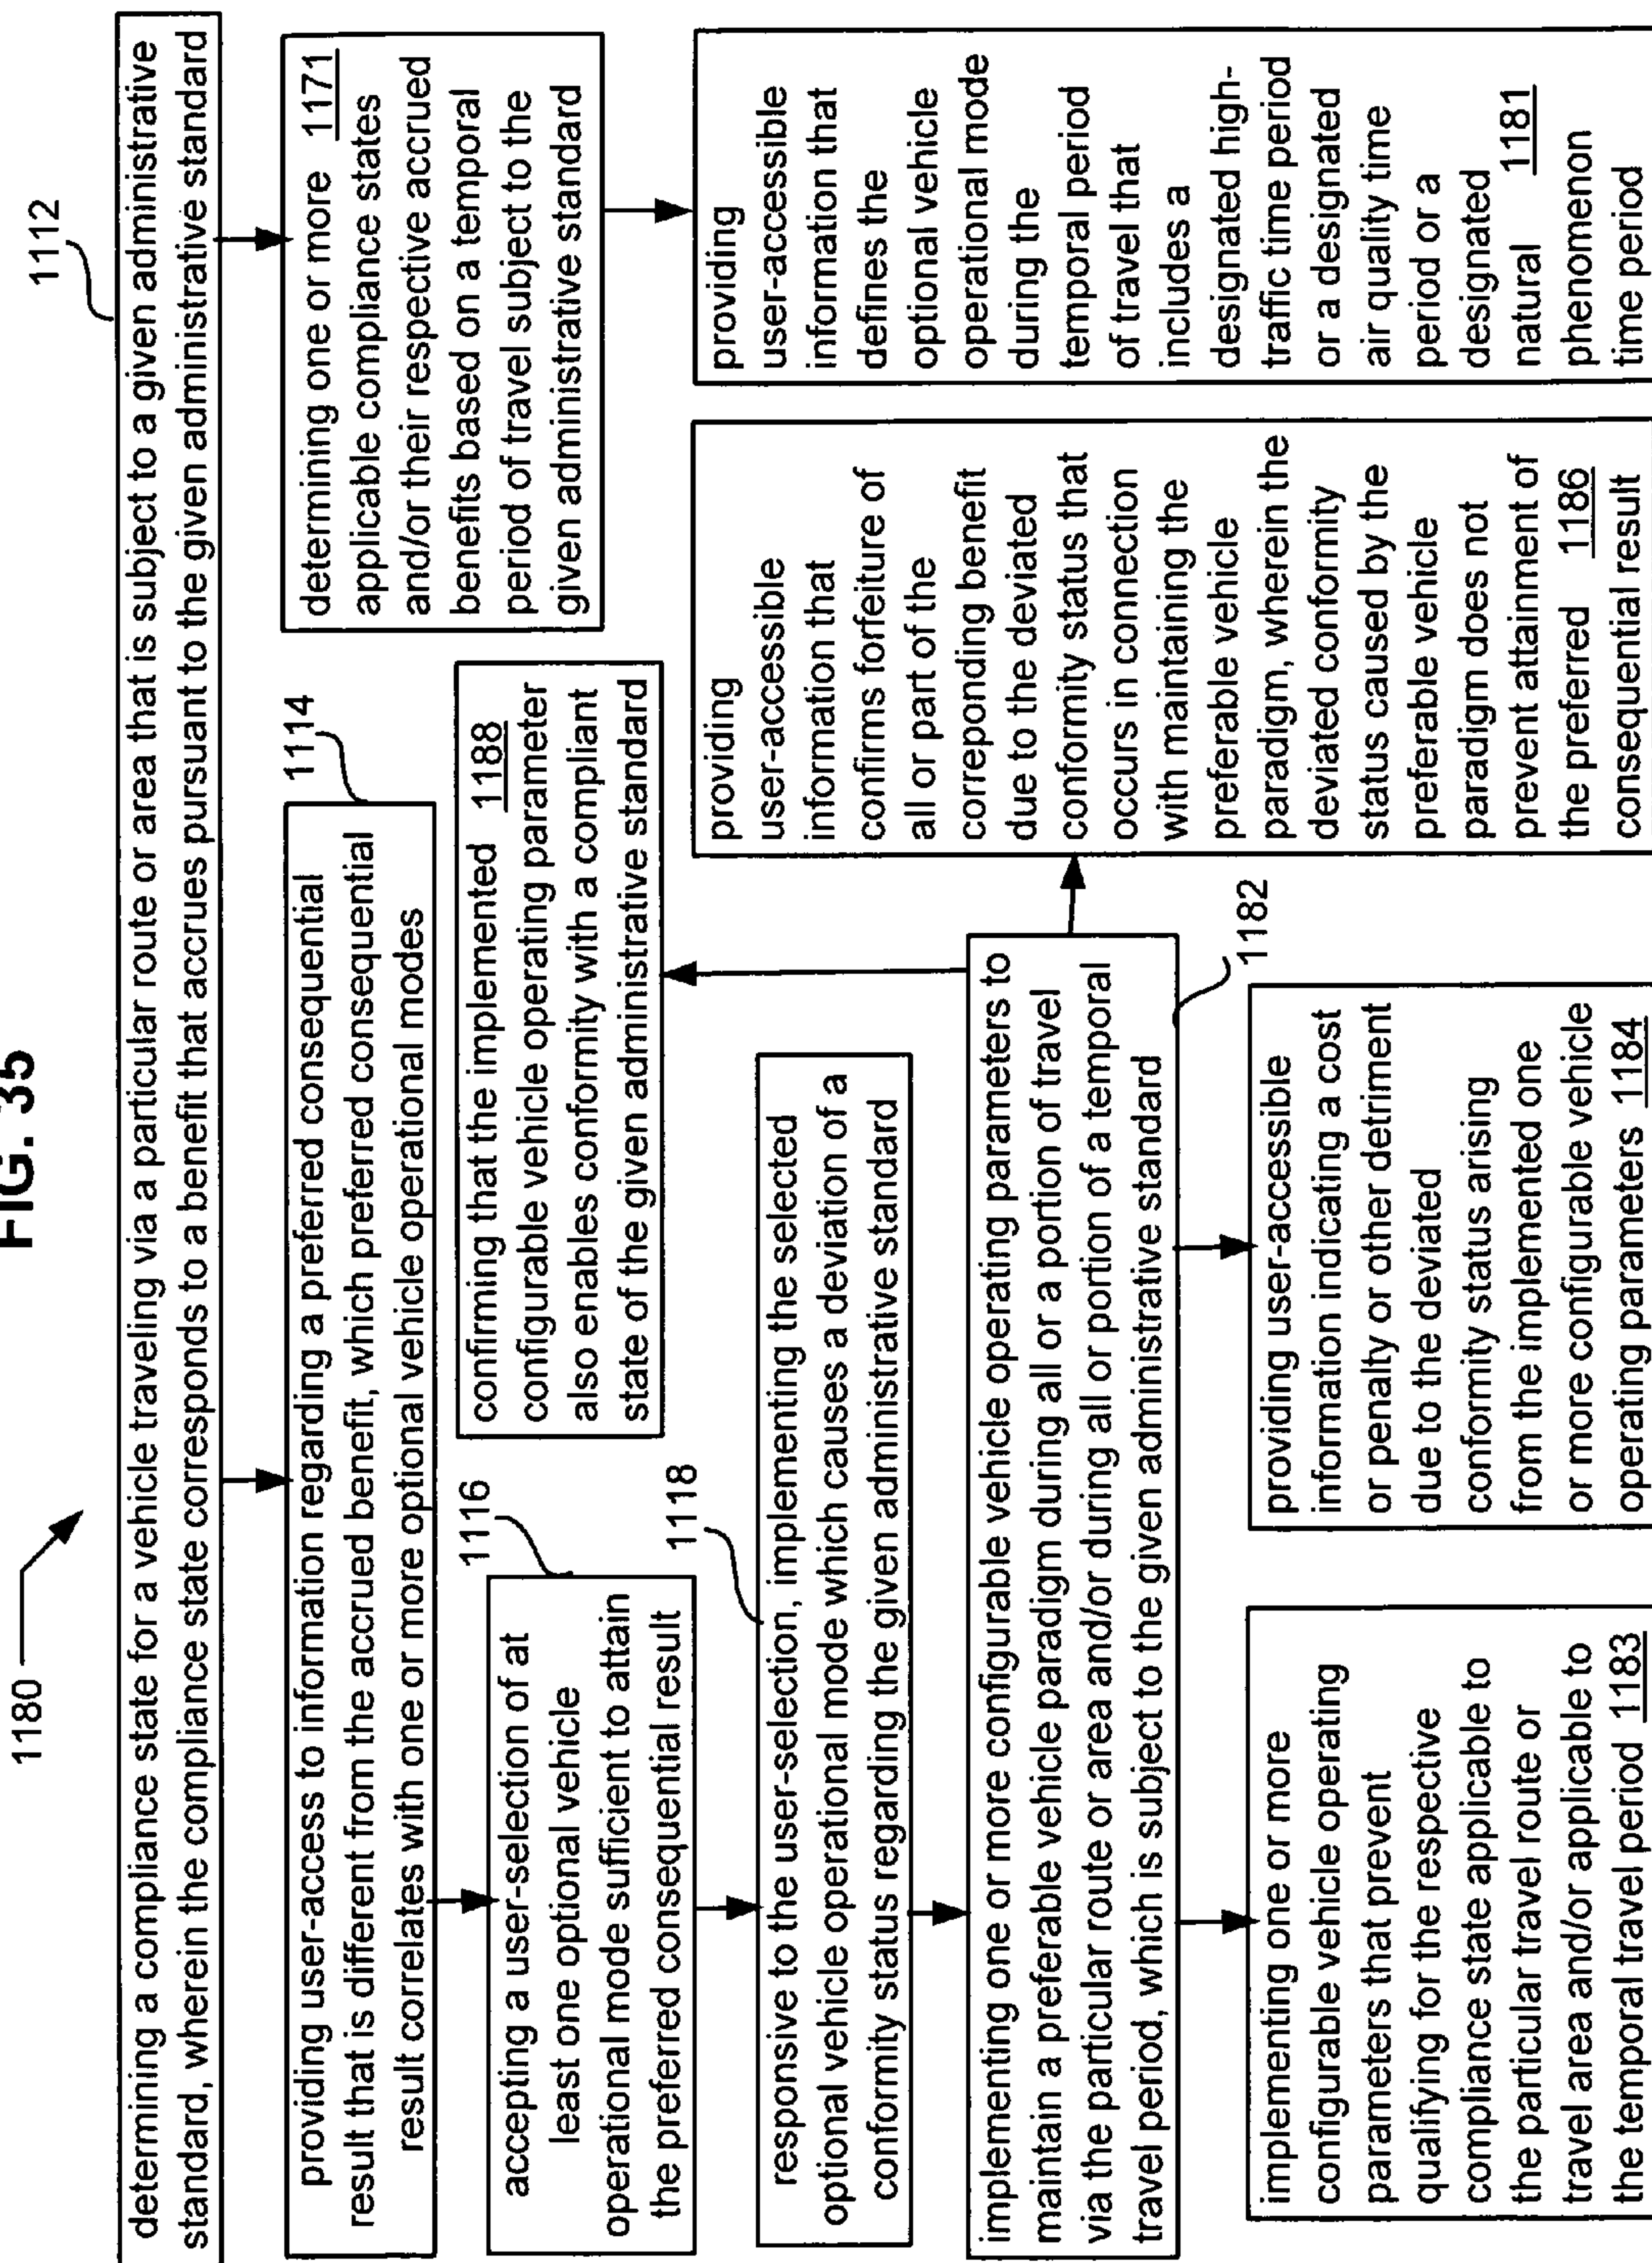 FIG. 35
1180
1112
determining a compliance state for a vehicle traveling via a particular route or area that is subject to a given administrative
standard, wherein the compliance state corresponds to a benefit that accrues pursuant to the given administrative standard
1114
providing user-access to information regarding a preferred consequential
result that is different from the accrued benefit, which preferred consequential
result correlates with one or more optional vehicle operational modes
determining one or more 1171
applicable compliance states
and/or their respective accrued
benefits based on a temporal
period of travel subject to the
given administrative standard
1116
accepting a user-selection of at
least one optional vehicle
operational mode sufficient to attain
the preferred consequential result
confirming that the implemented 1188
configurable vehicle operating parameter
also enables conformity with a compliant
state of the given administrative standard
1118
responsive to the user-selection, implementing the selected
optional vehicle operational mode which causes a deviation of a
conformity status regarding the given administrative standard
providing
user-accessible
information that
confirms forfeiture of
all or part of the
correponding benefit
due to the deviated
conformity status that
occurs in connection
with maintaining the
preferable vehicle
paradigm, wherein the
deviated conformity
status caused by the
preferable vehicle
paradigm does not
prevent attainment of
the preferred 1186
consequential result
providing
user-accessible
information that
defines the
optional vehicle
operational mode
during the
temporal period
of travel that
includes a
designated high-
traffic time period
or a designated
air quality time
period or a
designated
natural 1181
phenomenon
time period
implementing one or more configurable vehicle operating parameters to
maintain a preferable vehicle paradigm during all or a portion of travel
via the particular route or area and/or during all or portion of a temporal
travel period, which is subject to the given administrative standard
1182
implementing one or more
configurable vehicle operating
parameters that prevent
qualifying for the respective
compliance state applicable to
the particular travel route or
travel area and/or applicable to
the temporal travel period 1183
providing user-accessible
information indicating a cost
or penalty or other detriment
due to the deviated
conformity status arising
from the implemented one
or more configurable vehicle
operating parameters 1184